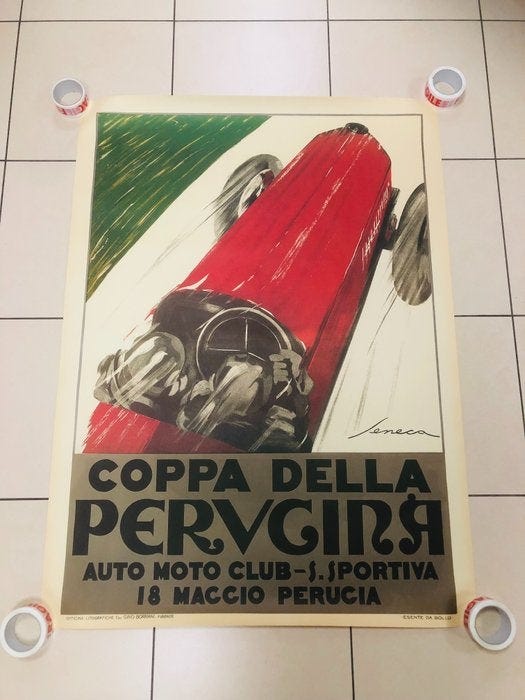 Seneca
COPPA DELLA
PERVGINA
AUTO MOTO CLUB-S. SPORTIVA
18 MAGGIO PERUGIA
ESENTE DA BOLLO